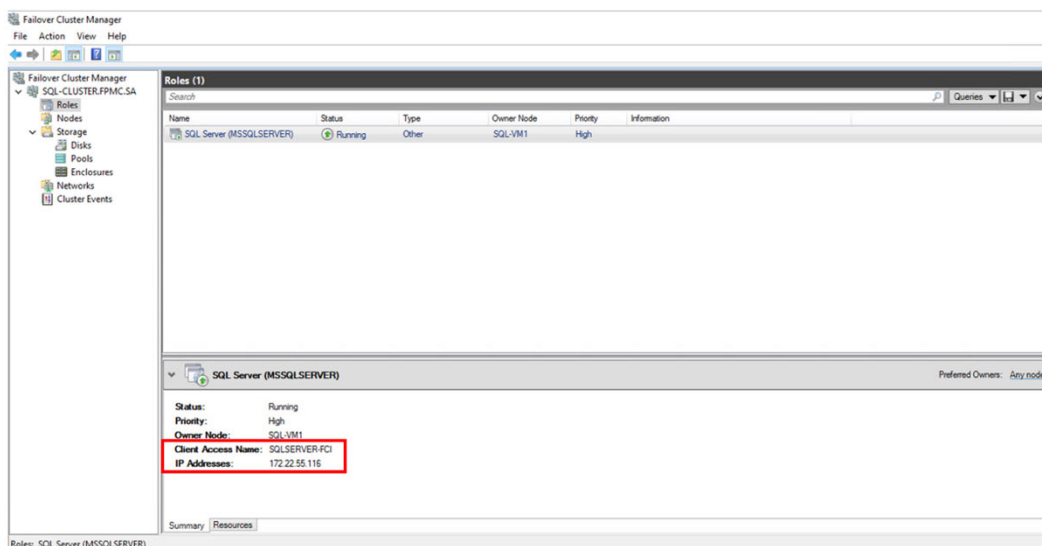 Failover Cluster Manager
File Action View Help
Failover Cluster Manager
SQL-CLUSTER.FPMC.SA
Roles
Nodes
Storage
Disks
Pools
Enclosures
Networks
Cluster Events
Roles (1)
Search
Queries
Name Status Type Owner Node Priority Information
SQL Server (MSSQLSERVER) Running Other SQL-VM1 High
SQL Server (MSSQLSERVER)
Preferred Owners: Any node
Status: Running
Priority: High
Owner Node: SQL-VM1
Client Access Name: SQLSERVER-FCI
IP Addresses: 172.22.55.116
Summary Resources
Roles: SQL Server (MSSQLSERVER)